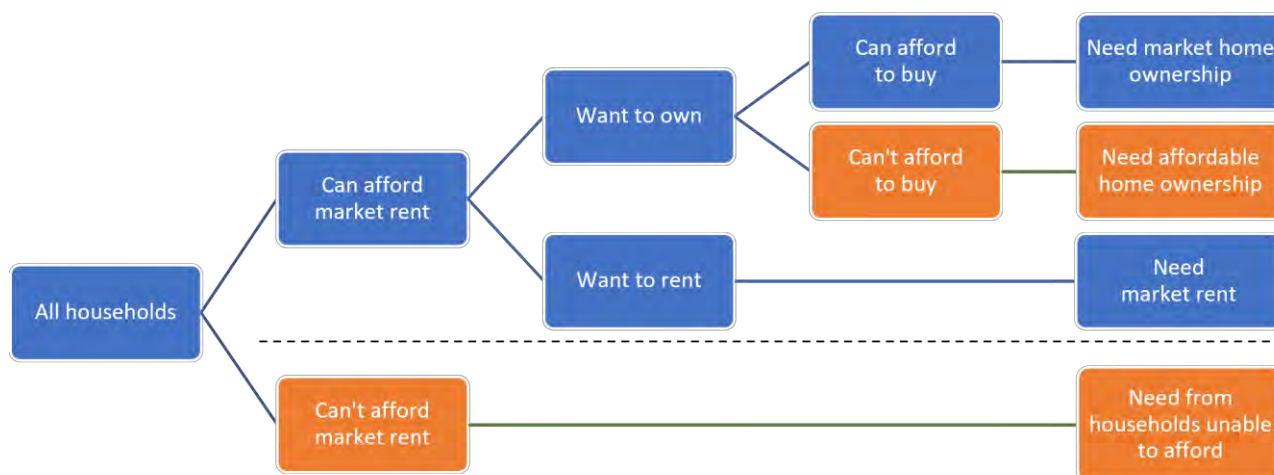 Can afford
to buy
Need market home
ownership
Want to own
Can't afford
to buy
Need affordable
home ownership
Can afford
market rent
Want to rent
Need
market rent
All households
Can't afford
market rent
Need from
households unable
to afford